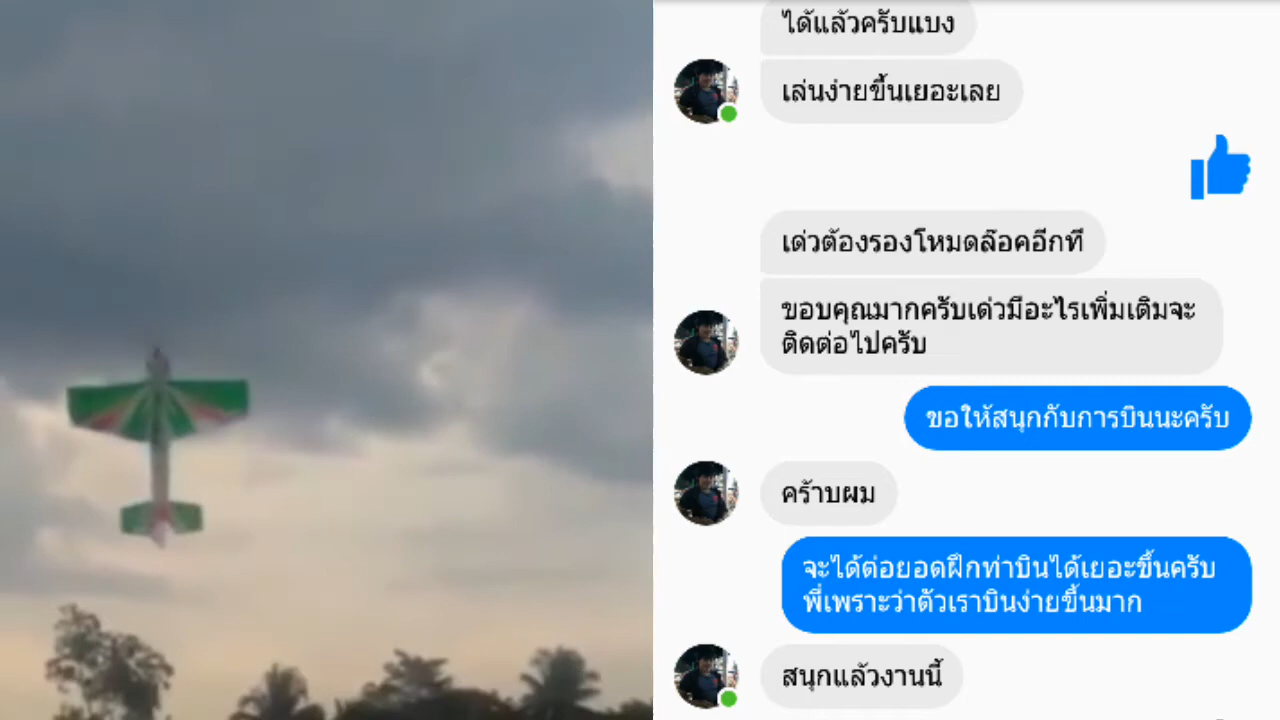 ได้แล้วครับแบง
เล่นง่ายขึ้นเยอะเลย
เด่วต้องรองโหมดล๊อคอีกที
ขอบคุณมากครับเด่วมีอะไรเพิ่มเติมจะ
ติดต่อไปครับ
ขอให้สนุกกับการบินนะครับ
คร้าบผม
จะได้ต่อยอดฝึกท่าบินได้เยอะขึ้นครับ
พี่เพราะว่าตัวเราบินง่ายขึ้นมาก
สนุกแล้วงานนี้